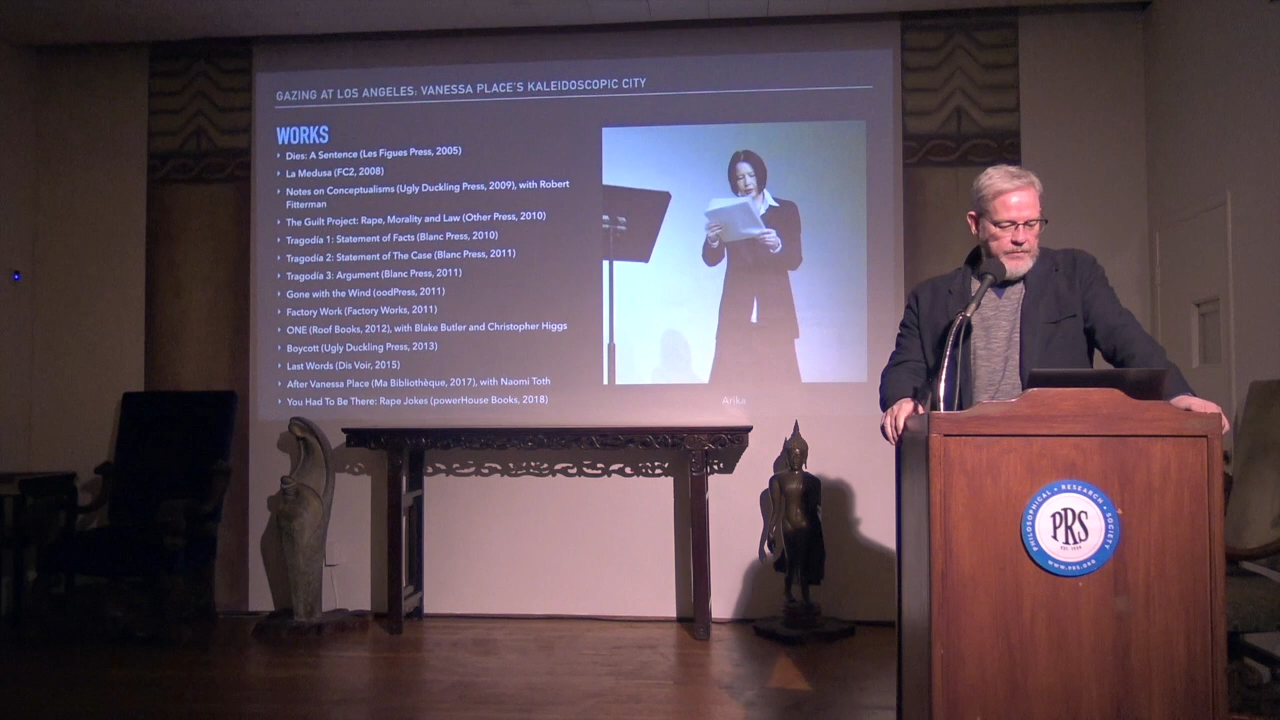 GAZING AT LOS ANGELES: VANESSA PLACE'S KALEIDOSCOPIC CITY
WORKS
Dies: A Sentence (Les Figues Press, 2005)
La Medusa (FC2, 2008)
Notes on Conceptualisms (Ugly Duckling Press, 2009), with Robert
Fitterman
The Guilt Project: Rape, Morality and Law (Other Press, 2010)
Tragodía 1: Statement of Facts (Blanc Press, 2010)
Tragodía 2: Statement of The Case (Blanc Press, 2011)
Tragodía 3: Argument (Blanc Press, 2011)
Gone with the Wind (oodPress, 2011)
Factory Work (Factory Works, 2011)
ONE (Roof Books, 2012), with Blake Butler and Christopher Higgs
Boycott (Ugly Duckling Press, 2013)
Last Words (Dis Voir, 2015)
After Vanessa Place (Ma Bibliothèque, 2017), with Naomi Toth
You Had To Be There: Rape Jokes (powerHouse Books, 2018)
Arika
PHILOSOPHICAL • RESEARCH • SOCIETY
PRS
EST. 1934
WWW.PRS.ORG